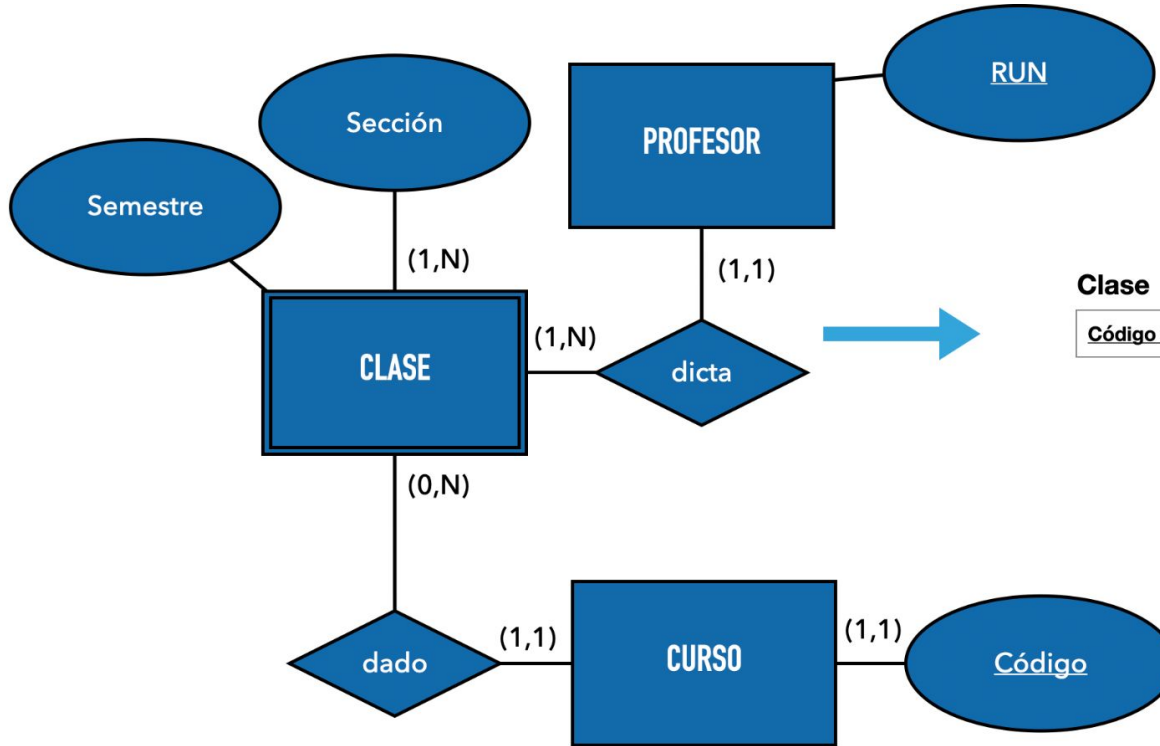 RUN
Sección
PROFESOR
Semestre
(1,N)
(1,1)
Clase
(1,N)
Código
CLASE
dicta
(0,N)
(1,1)
(1,1)
dado
CURSO
Código